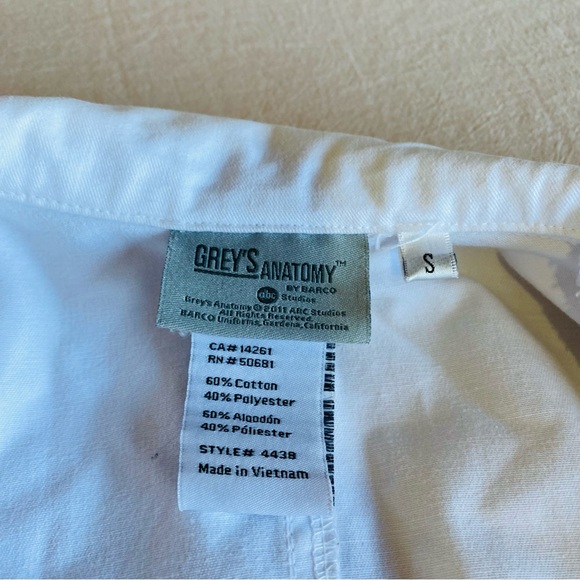 GREY'S ANATOMY™
BY BARCO
abc Studios
Grey's Anatomy © 2011 ABC Studios
All Rights Reserved.
BARCO Uniforms, Gardena, California
S
CA# 14261
RN# 50681
60% Cotton
40% Polyester
60% Algodón
40% Póliester
STYLE# 4438
Made in Vietnam